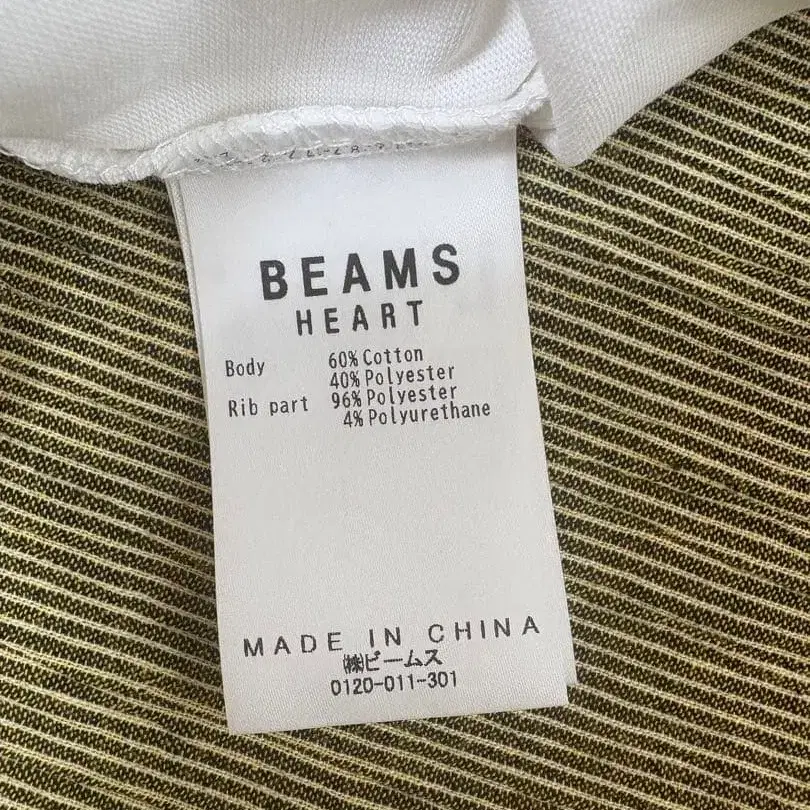 BEAMS
HEART
Body 60% Cotton
40% Polyester
Rib part 96% Polyester
4% Polyurethane
MADE IN CHINA
㈱ビームス
0120-011-301